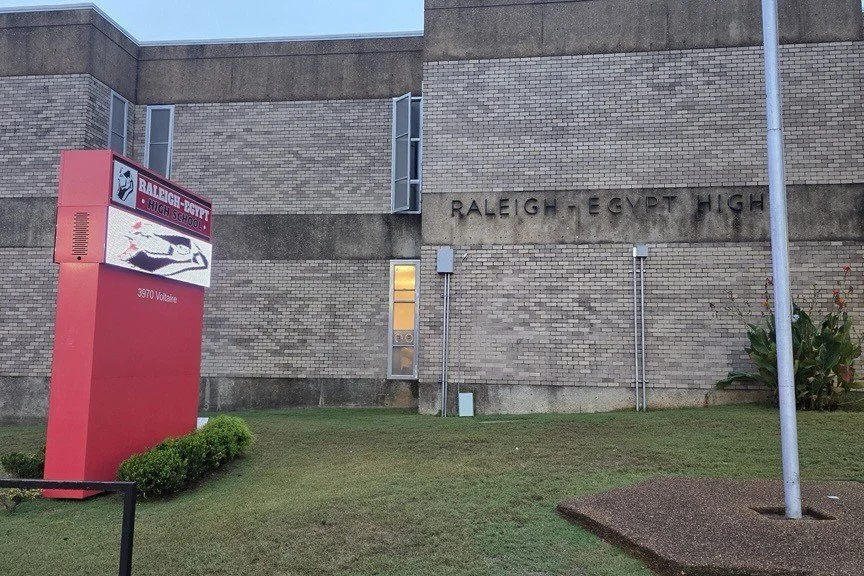 RALEIGH-EGYPT
• HIGH SCHOOL •
3970 Voltaire
RALEIGH-EGYPT HIGH